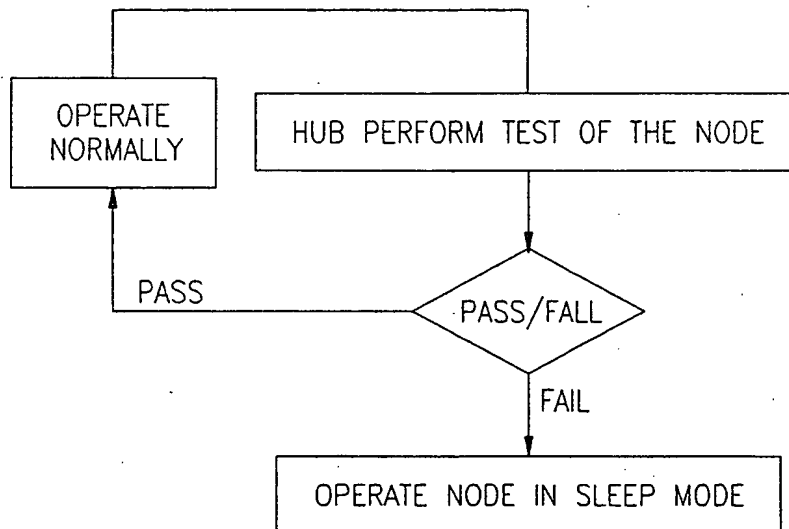 OPERATE
NORMALLY
HUB PERFORM TEST OF THE NODE
PASS
PASS/FALL
FAIL
OPERATE NODE IN SLEEP MODE